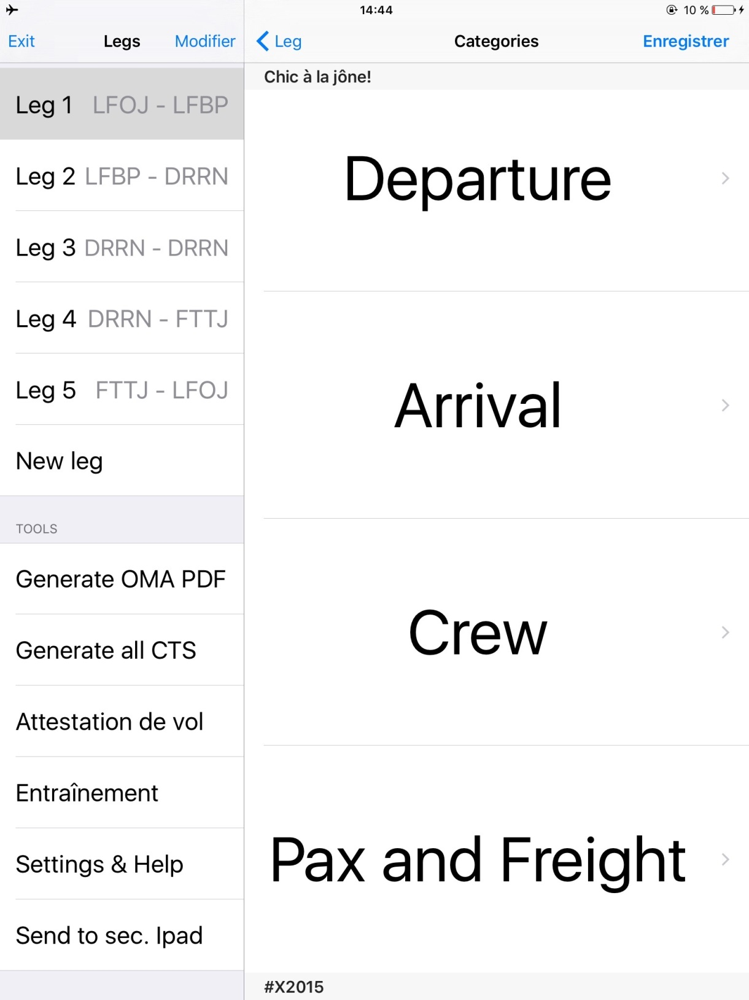 14:44
10 %
Exit Legs Modifier
Leg 1 LFOJ - LFBP
Leg 2 LFBP - DRRN
Leg 3 DRRN - DRRN
Leg 4 DRRN - FTTJ
Leg 5 FTTJ - LFOJ
New leg
TOOLS
Generate OMA PDF
Generate all CTS
Attestation de vol
Entraînement
Settings & Help
Send to sec. Ipad
Leg Categories Enregistrer
Chic à la jône!
Departure
Arrival
Crew
Pax and Freight
#X2015